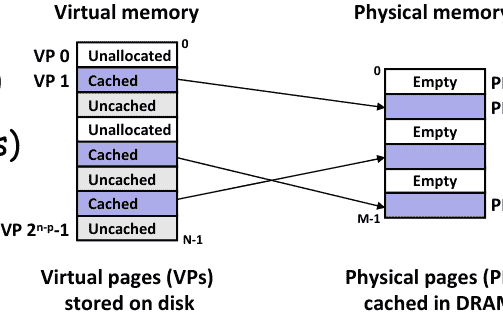 Virtual memory
Physical memory
0
VP 0
Unallocated
VP 1
Cached
Uncached
Unallocated
Cached
Uncached
Cached
VP 2ⁿ⁻ᵖ-1
Uncached
N-1
0
Empty
Empty
Empty
M-1
s)
Virtual pages (VPs)
stored on disk
Physical pages (P
cached in DRAM